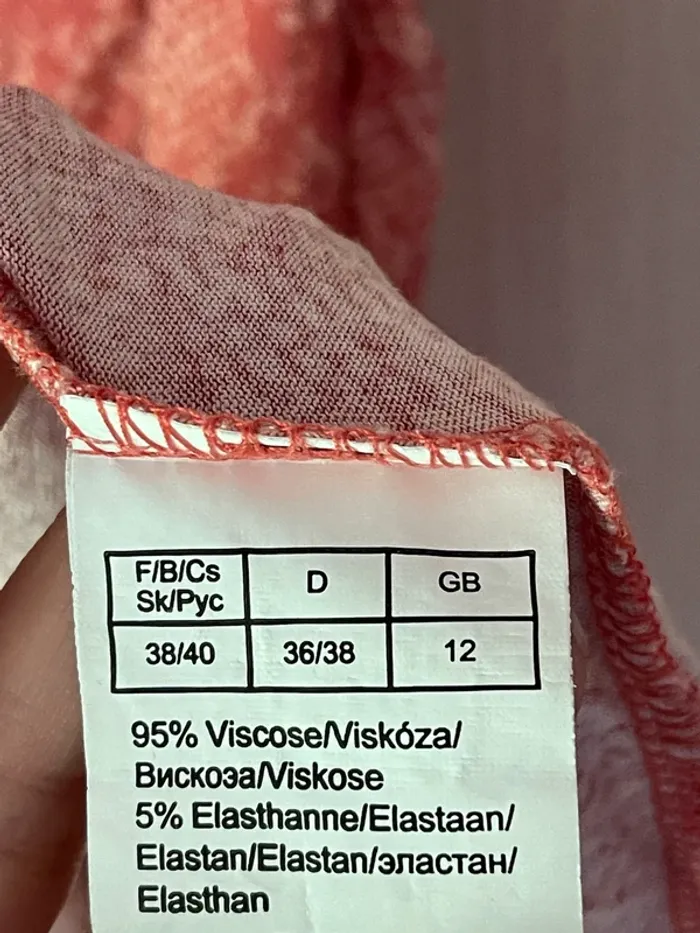 F/B/Cs
Sk/Рус
D
GB
38/40
36/38
12
95% Viscose/Viskóza/
Вискоза/Viskose
5% Elasthanne/Elastaan/
Elastan/Elastan/эластан/
Elasthan